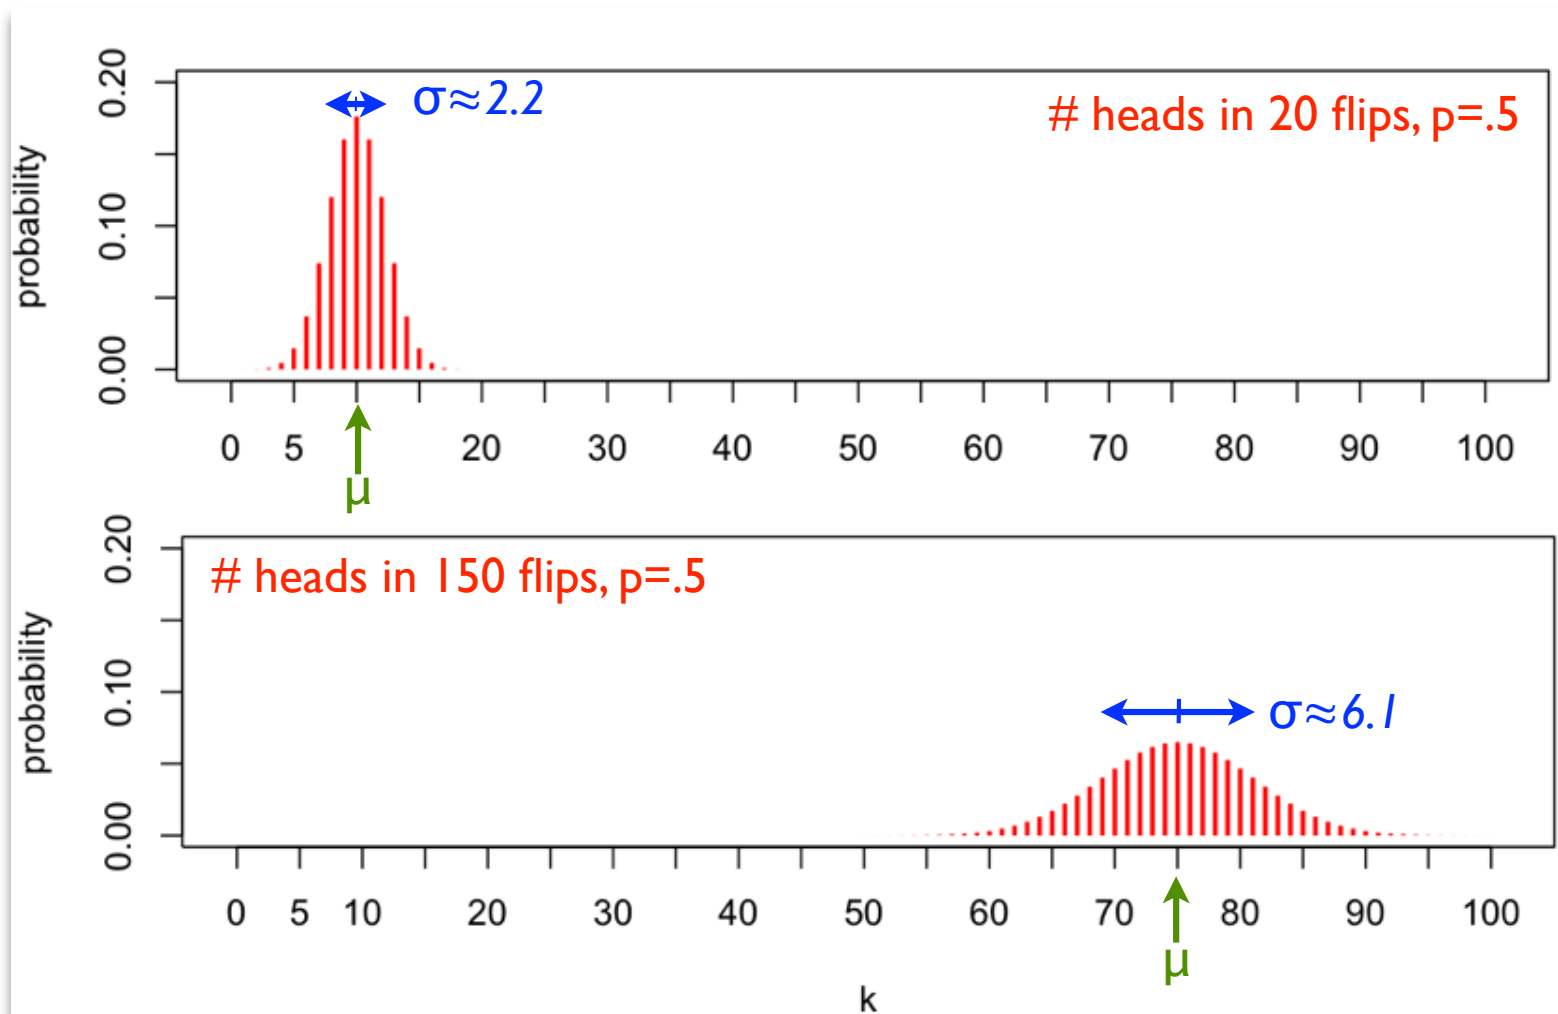 0.20
0.10
0.00
probability
σ≈2.2
# heads in 20 flips, p=.5
0 5 20 30 40 50 60 70 80 90 100
μ
0.20
0.10
0.00
probability
# heads in 150 flips, p=.5
σ≈6.1
0 5 10 20 30 40 50 60 70 80 90 100
μ
k